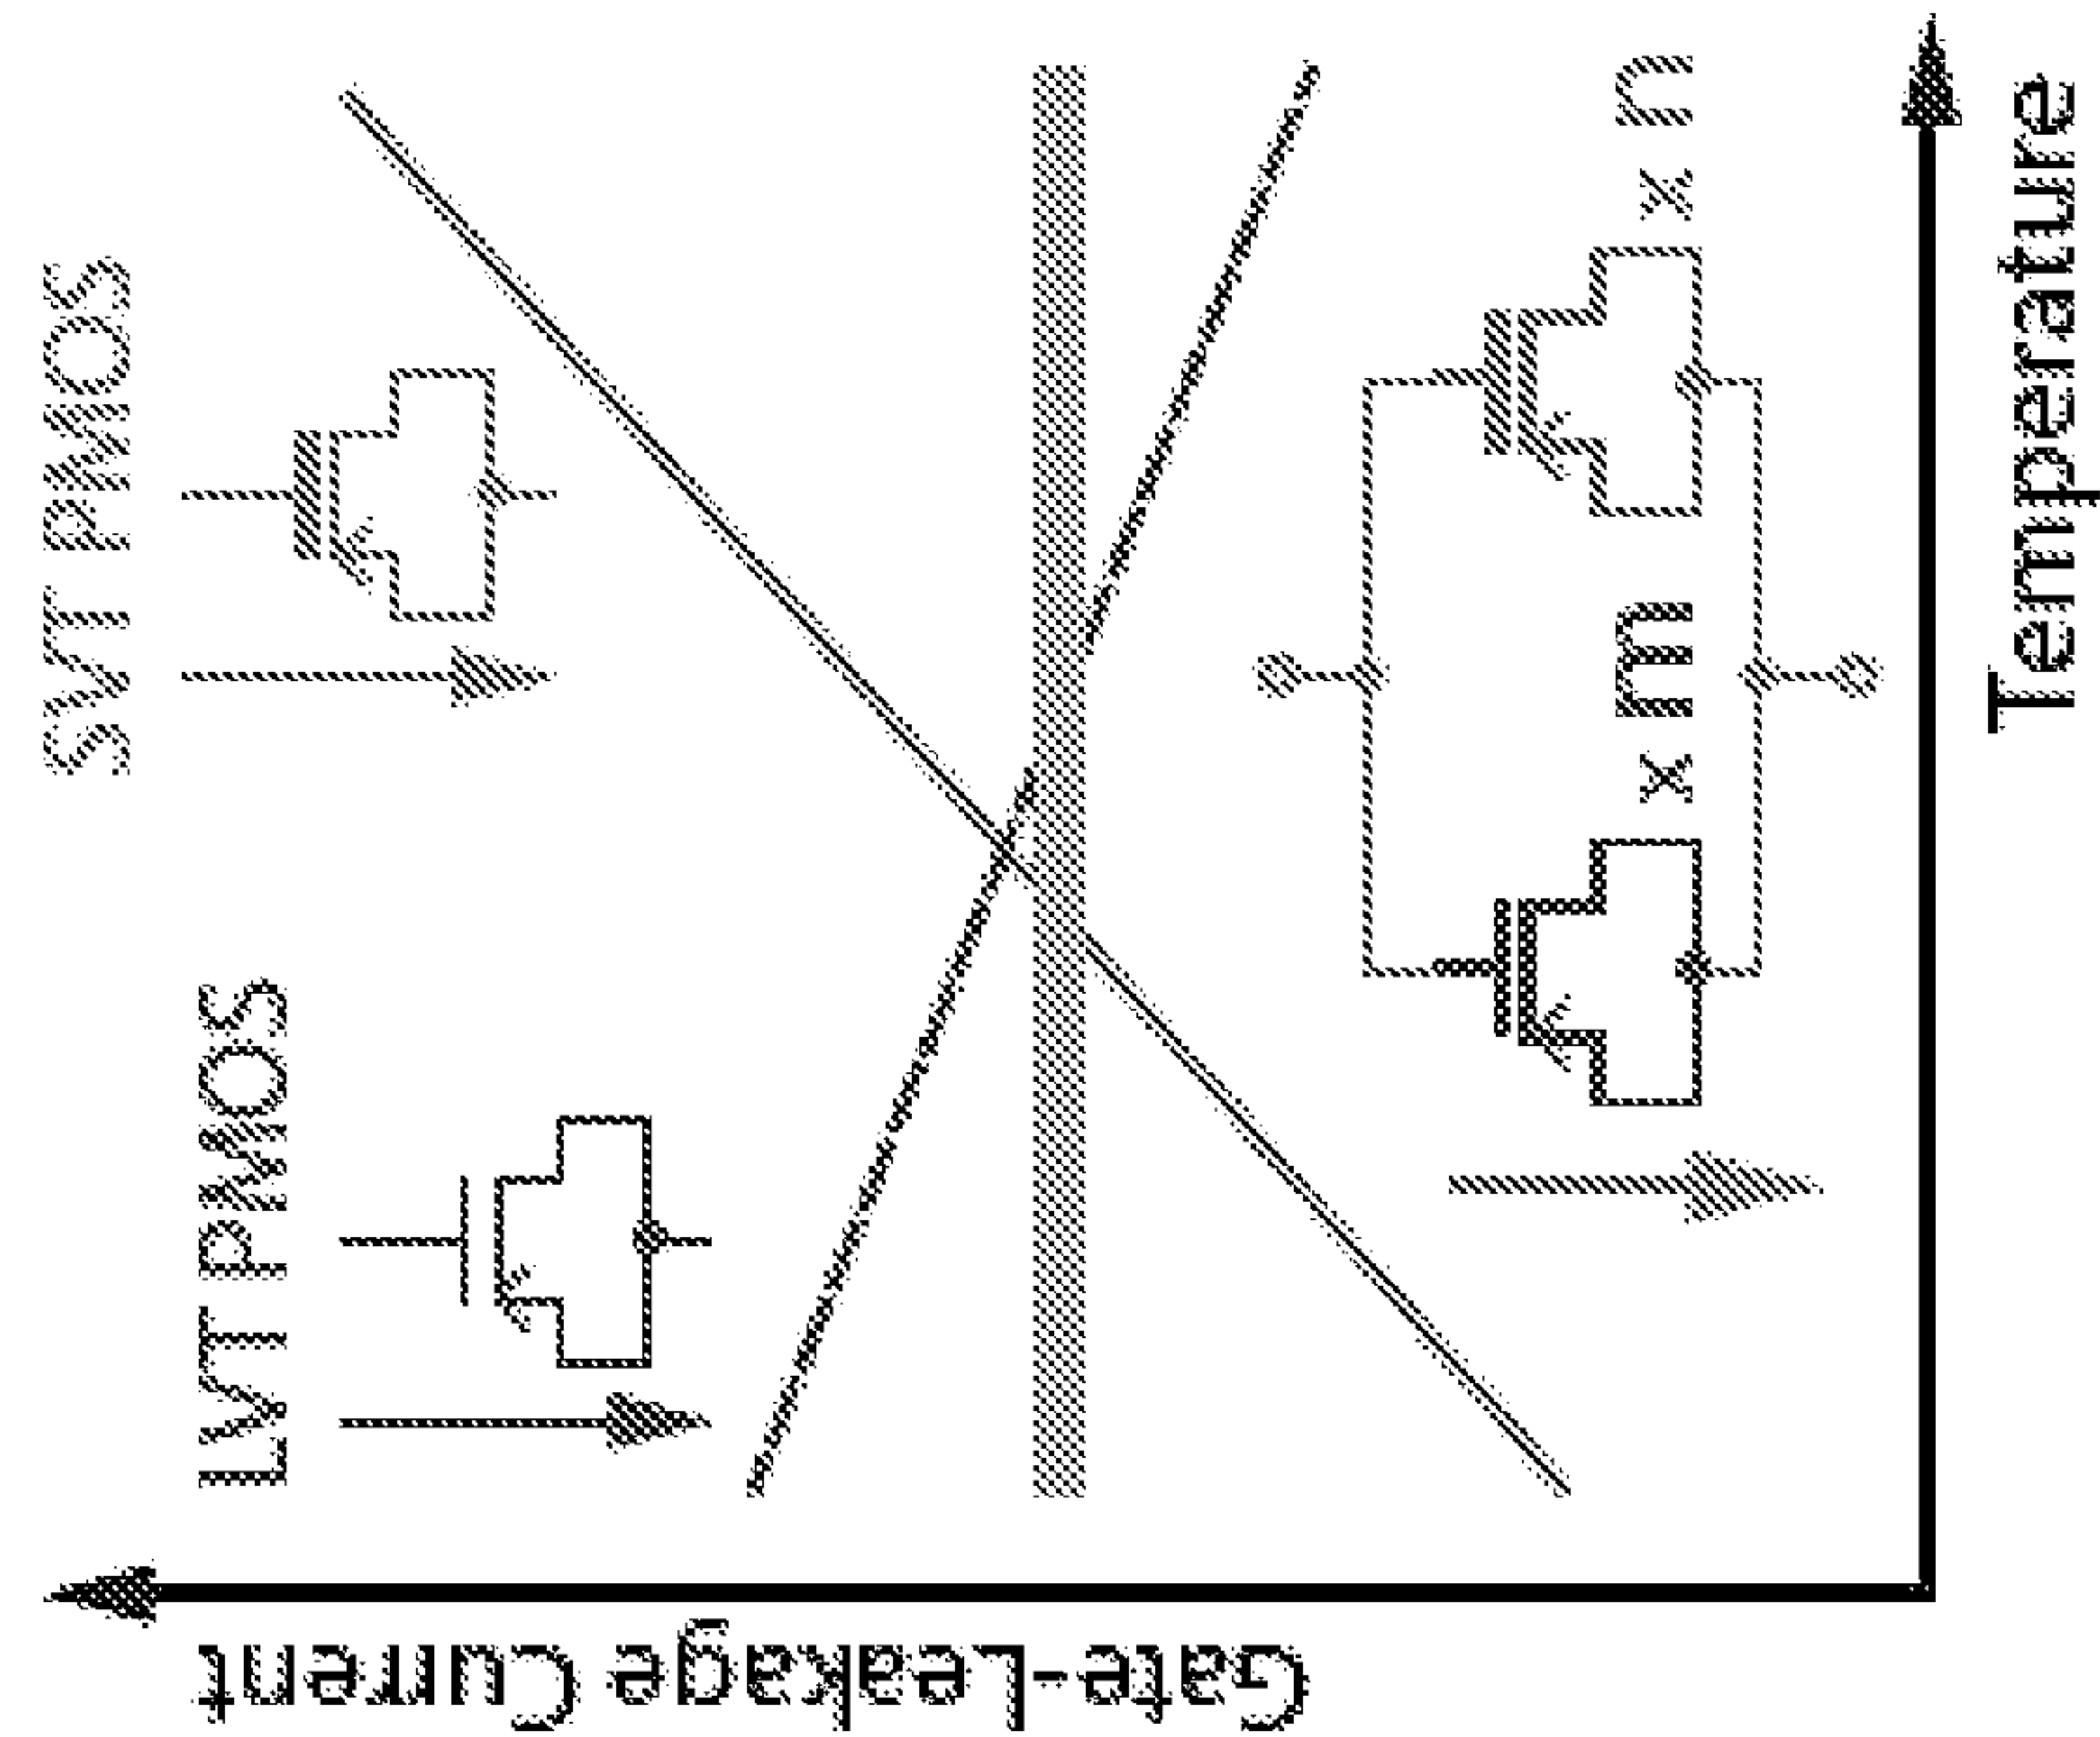 SVT PMOS
LVT PMOS
x m
x n
Temperature
Gate-Leakage Current